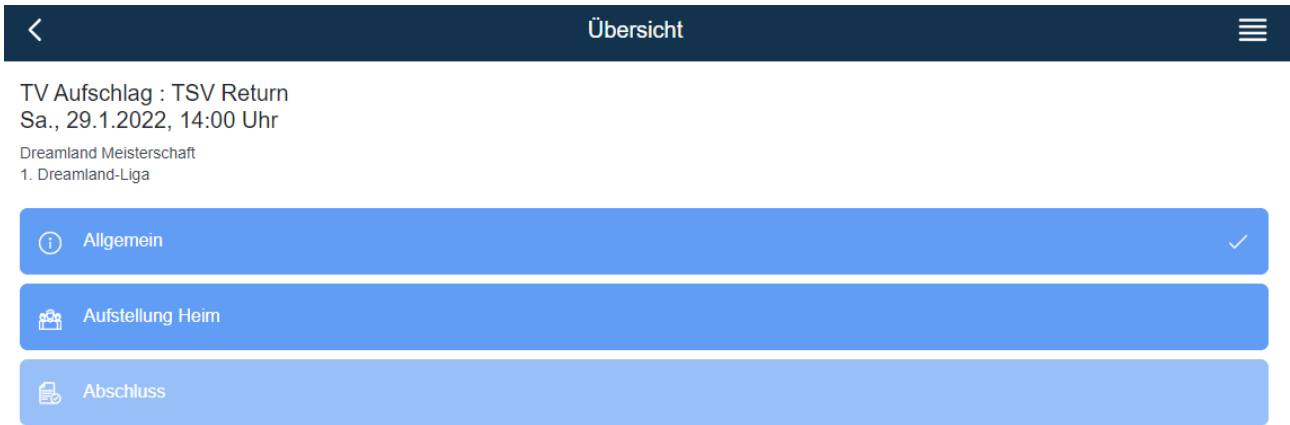 Übersicht
TV Aufschlag : TSV Return
Sa., 29.1.2022, 14:00 Uhr
Dreamland Meisterschaft
1. Dreamland-Liga
Allgemein
Aufstellung Heim
Abschluss